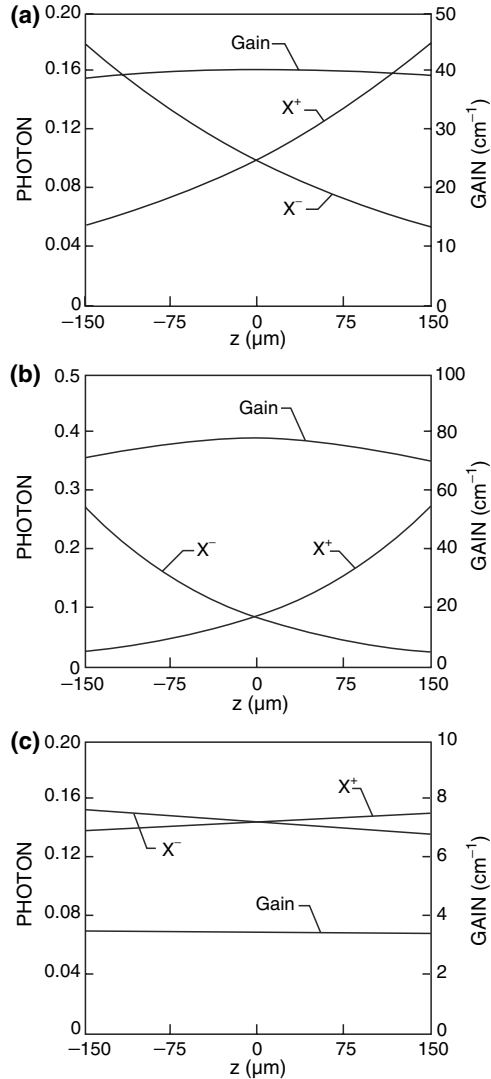 (a)
0.20
0.16
0.12
0.08
0.04
0
PHOTON
50
40
30
20
10
0
GAIN (cm⁻¹)
Gain
X⁺
X⁻
−150
−75
0
75
150
z (µm)
(b)
0.5
0.4
0.3
0.2
0.1
0
PHOTON
100
80
60
40
20
0
GAIN (cm⁻¹)
Gain
X⁻
X⁺
−150
−75
0
75
150
z (µm)
(c)
0.20
0.16
0.12
0.08
0.04
0
PHOTON
10
8
6
4
2
0
GAIN (cm⁻¹)
X⁺
X⁻
Gain
−150
−75
0
75
150
z (µm)